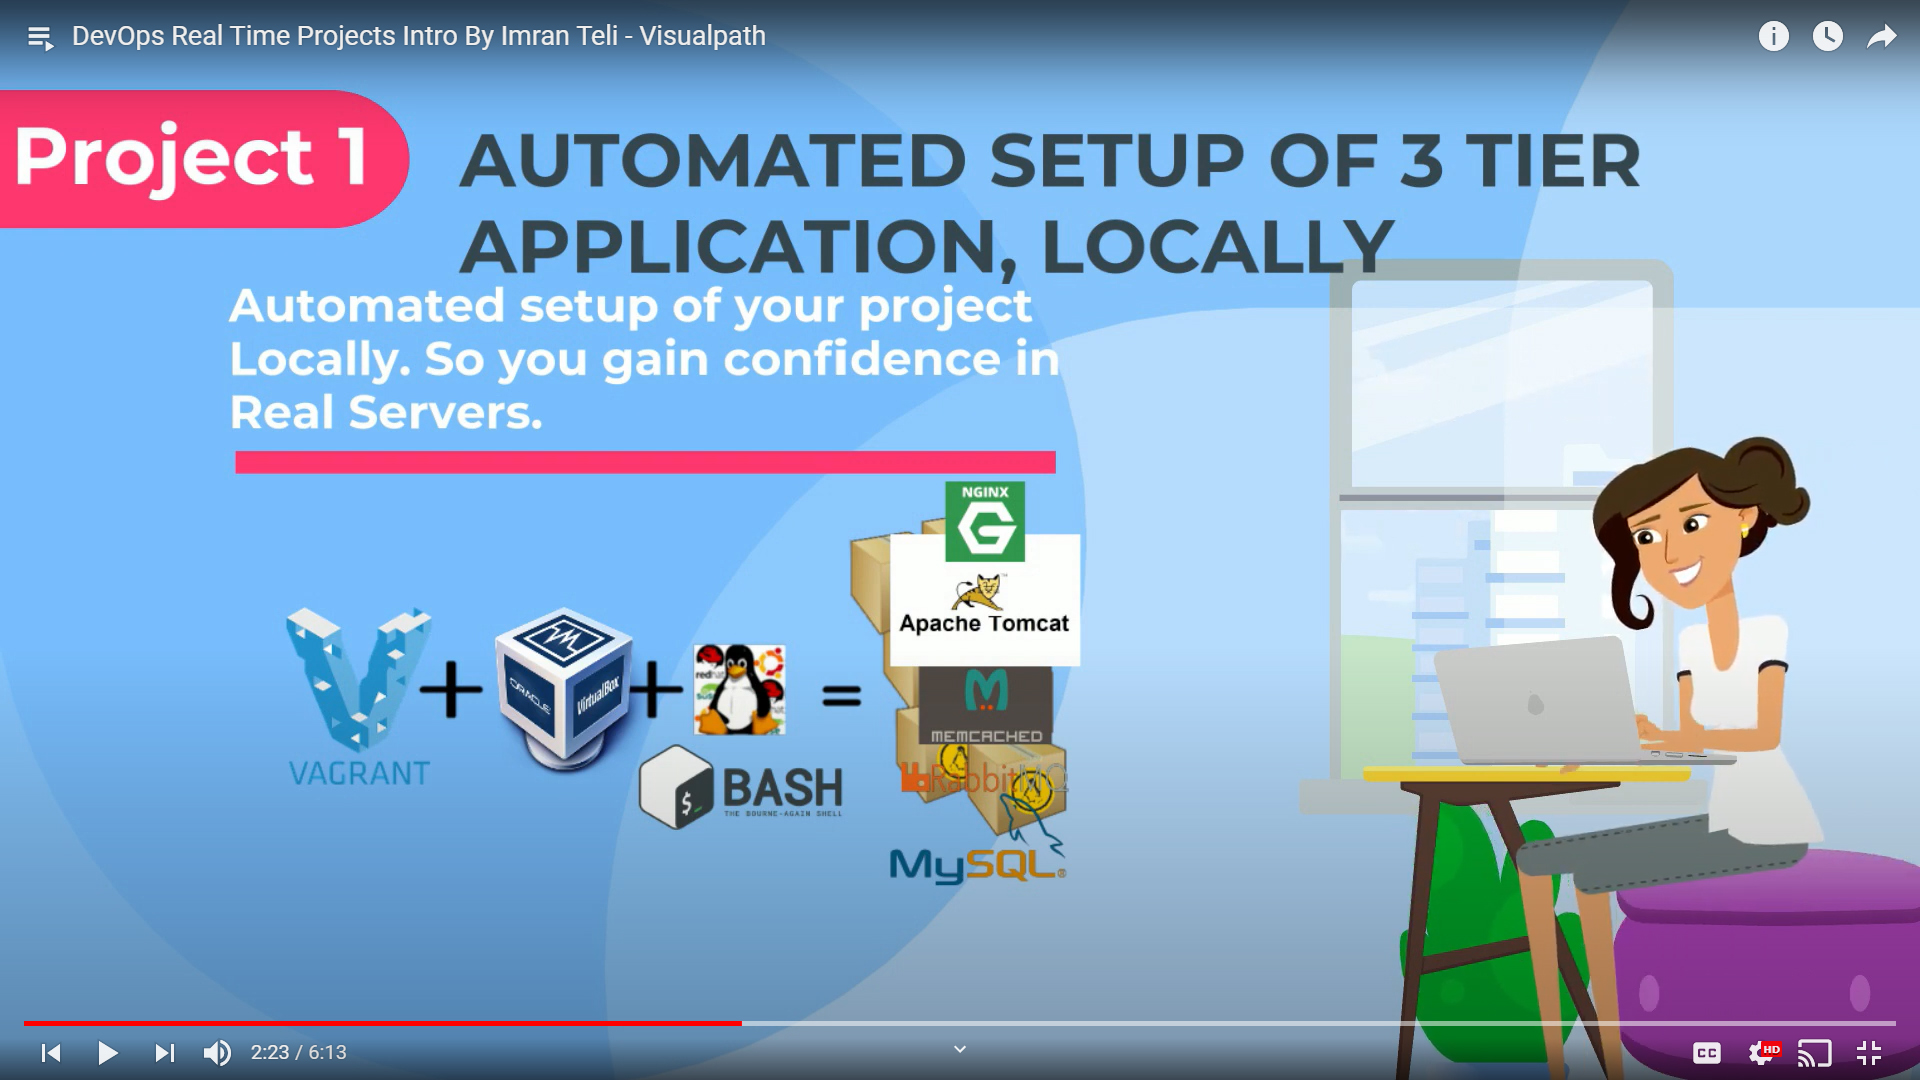 DevOps Real Time Projects Intro By Imran Teli - Visualpath
Project 1
AUTOMATED SETUP OF 3 TIER
APPLICATION, LOCALLY
Automated setup of your project
Locally. So you gain confidence in
Real Servers.
NGINX
Apache Tomcat
VAGRANT
ORACLE
VirtualBox
redhat
MEMCACHED
RabbitMQ
$_
BASH
THE BOURNE-AGAIN SHELL
MySQL®
2:23 / 6:13
CC
HD